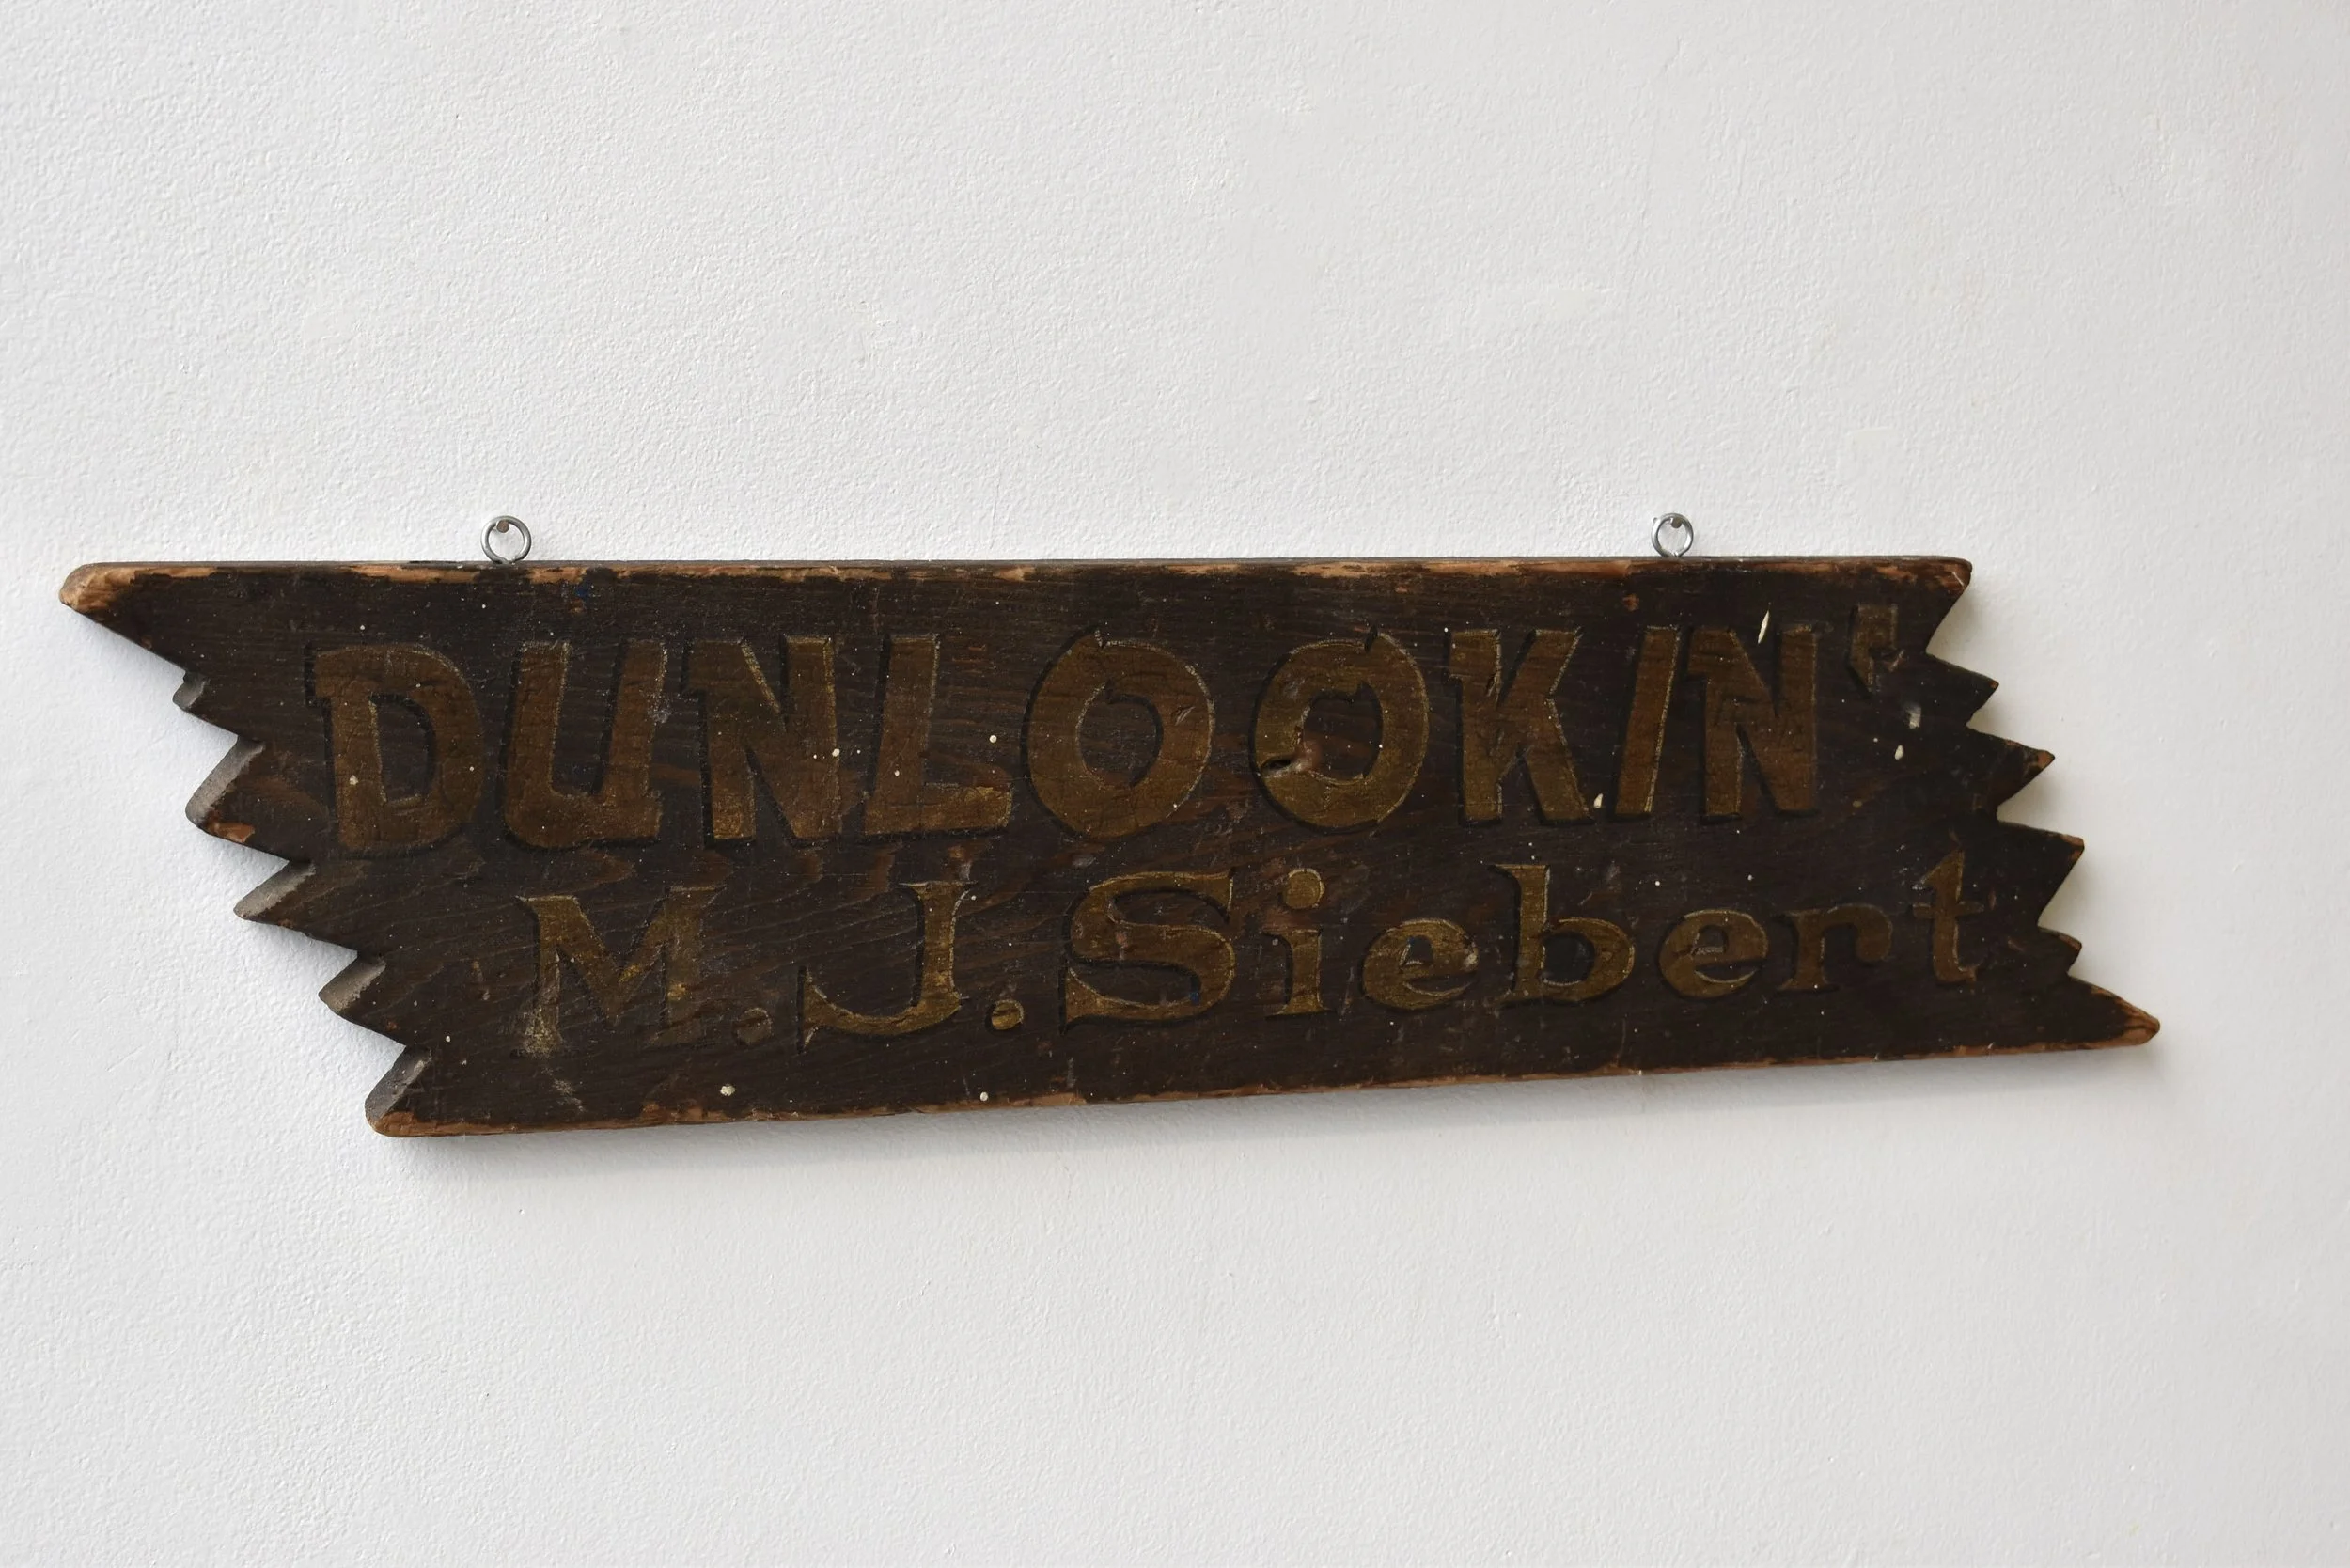 DUNLOOKIN'
M. J. Siebert